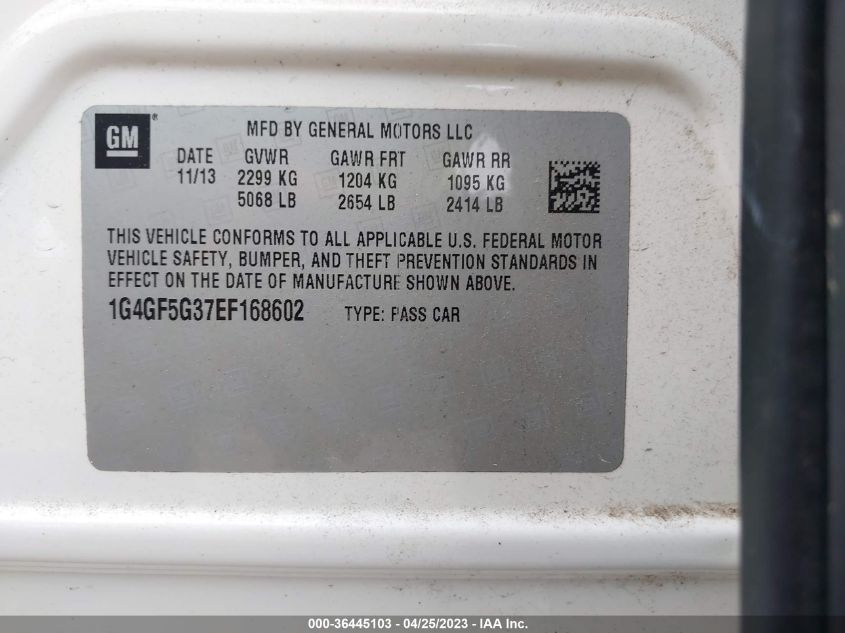 GM ®
MFD BY GENERAL MOTORS LLC
DATE GVWR GAWR FRT GAWR RR
11/13 2299 KG 1204 KG 1095 KG
5068 LB 2654 LB 2414 LB
THIS VEHICLE CONFORMS TO ALL APPLICABLE U.S. FEDERAL MOTOR
VEHICLE SAFETY, BUMPER, AND THEFT PREVENTION STANDARDS IN
EFFECT ON THE DATE OF MANUFACTURE SHOWN ABOVE.
1G4GF5G37EF168602 TYPE: PASS CAR
000-36445103 - 04/25/2023 - IAA Inc.